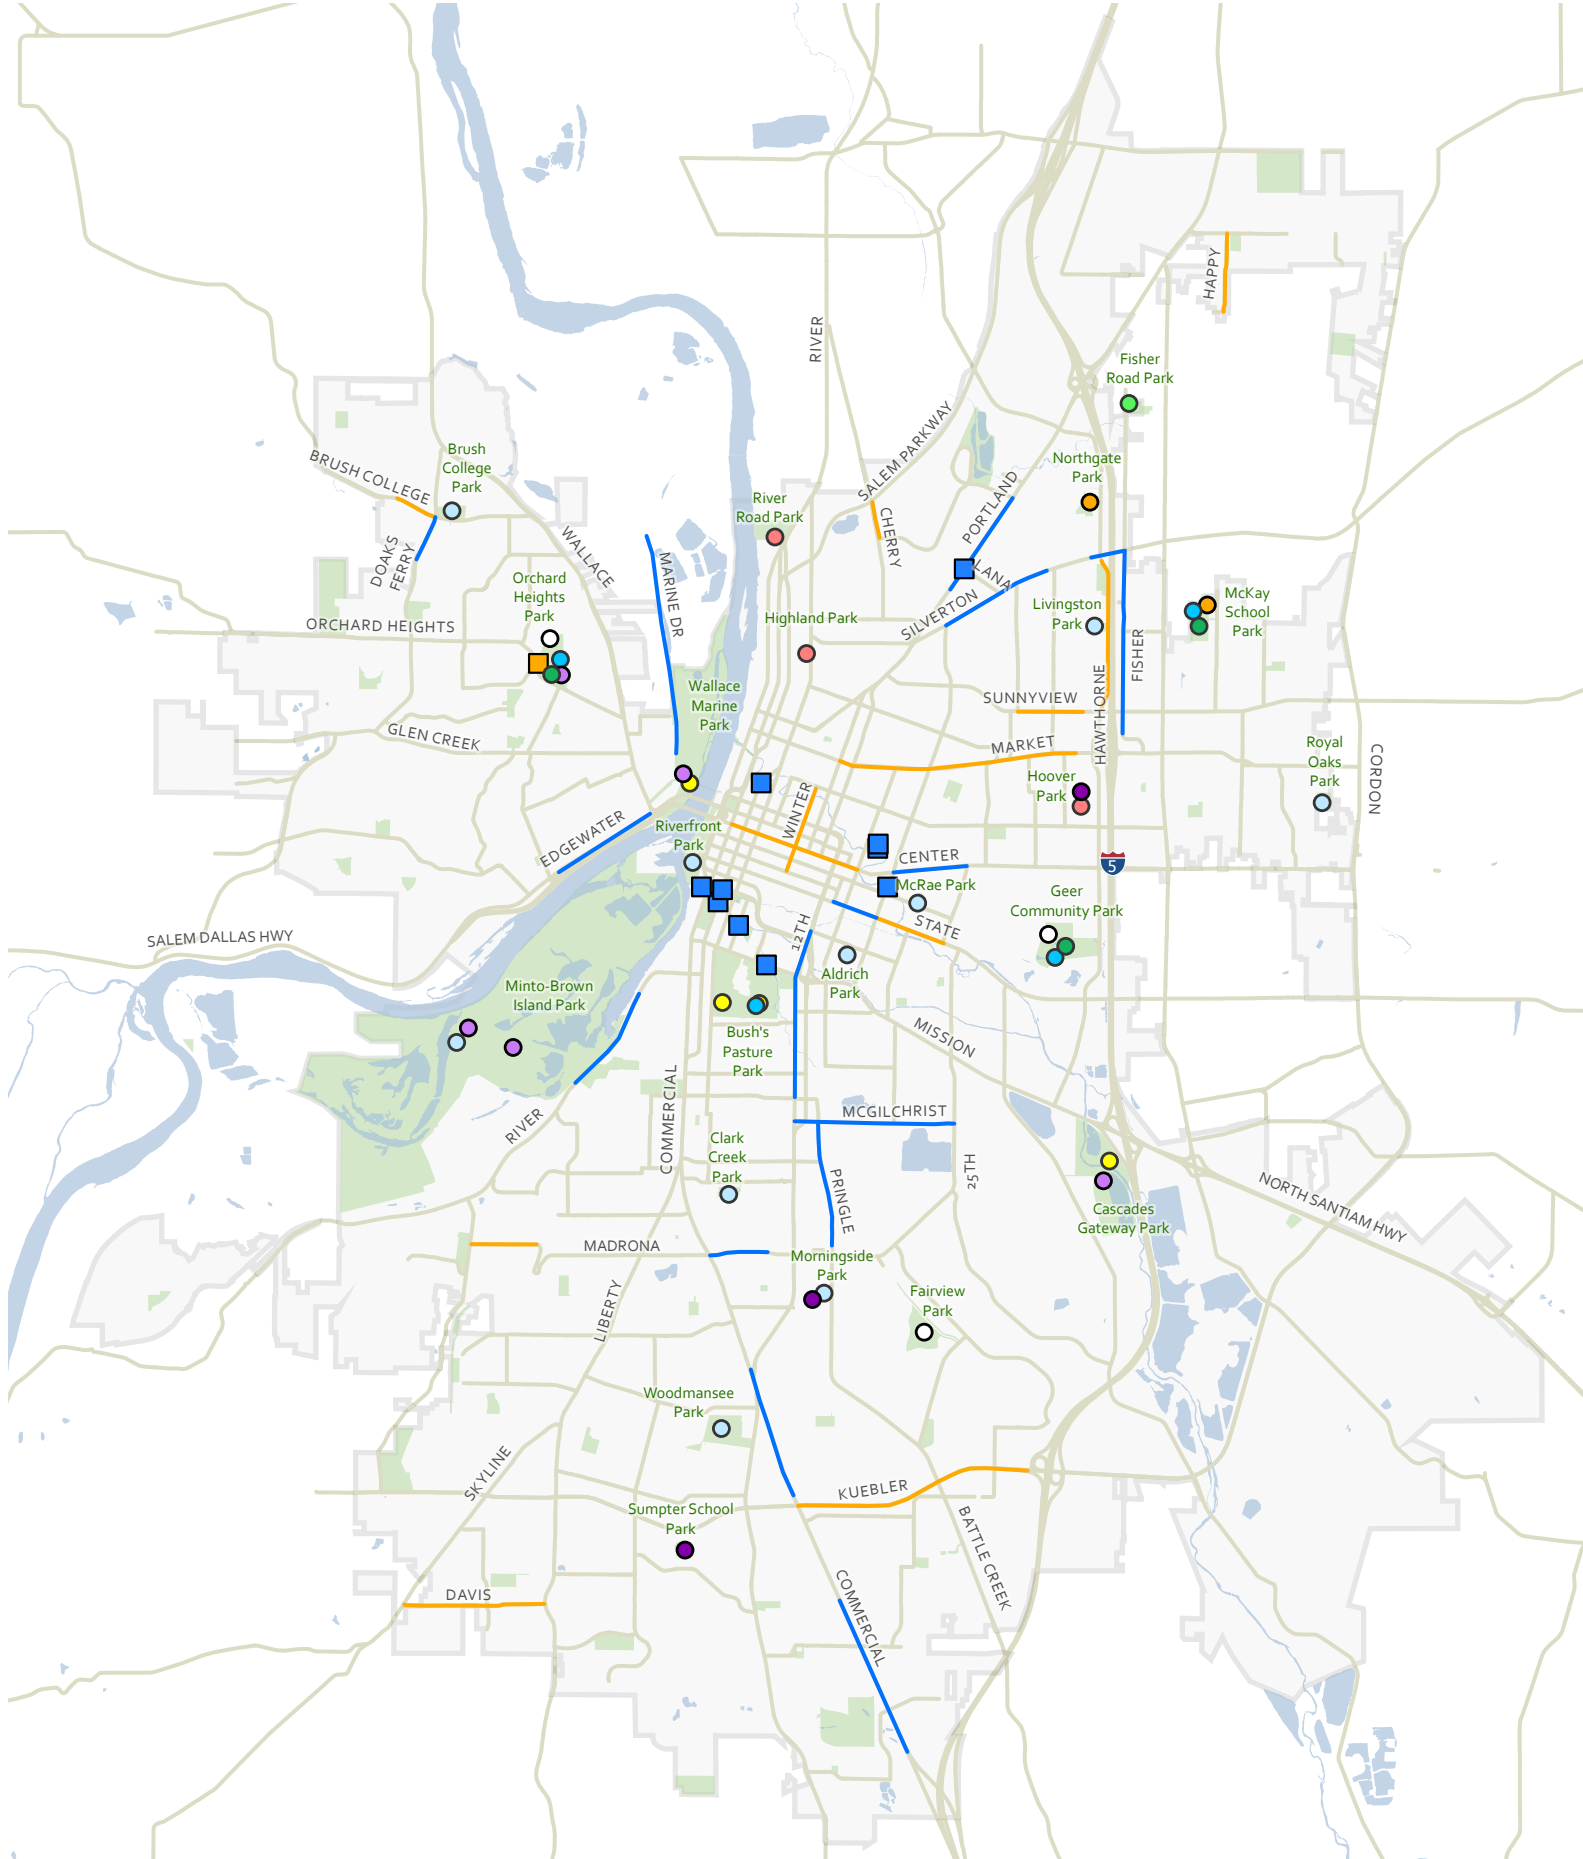 HAPPY
RIVER
Fisher
Road Park
SALEM PARKWAY
Brush
College
Park
BRUSH COLLEGE
Northgate
Park
PORTLAND
River
Road Park
CHERRY
WALLACE
DOAKS
FERRY
MARINE DR
LANA
Orchard
Heights
Park
McKay
School
Park
Livingston
Park
SILVERTON
Highland Park
ORCHARD HEIGHTS
FISHER
Wallace
Marine
Park
SUNNYVIEW
HAWTHORNE
GLEN CREEK
MARKET
Royal
Oaks
Park
CORDON
Hoover
Park
WINTER
Riverfront
Park
EDGEWATER
CENTER
5
McRae Park
Geer
Community Park
STATE
12TH
SALEM DALLAS HWY
Aldrich
Park
Minto-Brown
Island Park
Bush's
Pasture
Park
MISSION
COMMERCIAL
RIVER
MCGILCHRIST
Clark
Creek
Park
25TH
PRINGLE
NORTH SANTIAM HWY
Cascades
Gateway Park
MADRONA
Morningside
Park
LIBERTY
Fairview
Park
Woodmansee
Park
SKYLINE
KUEBLER
Sumpter School
Park
BATTLE CREEK
COMMERCIAL
DAVIS